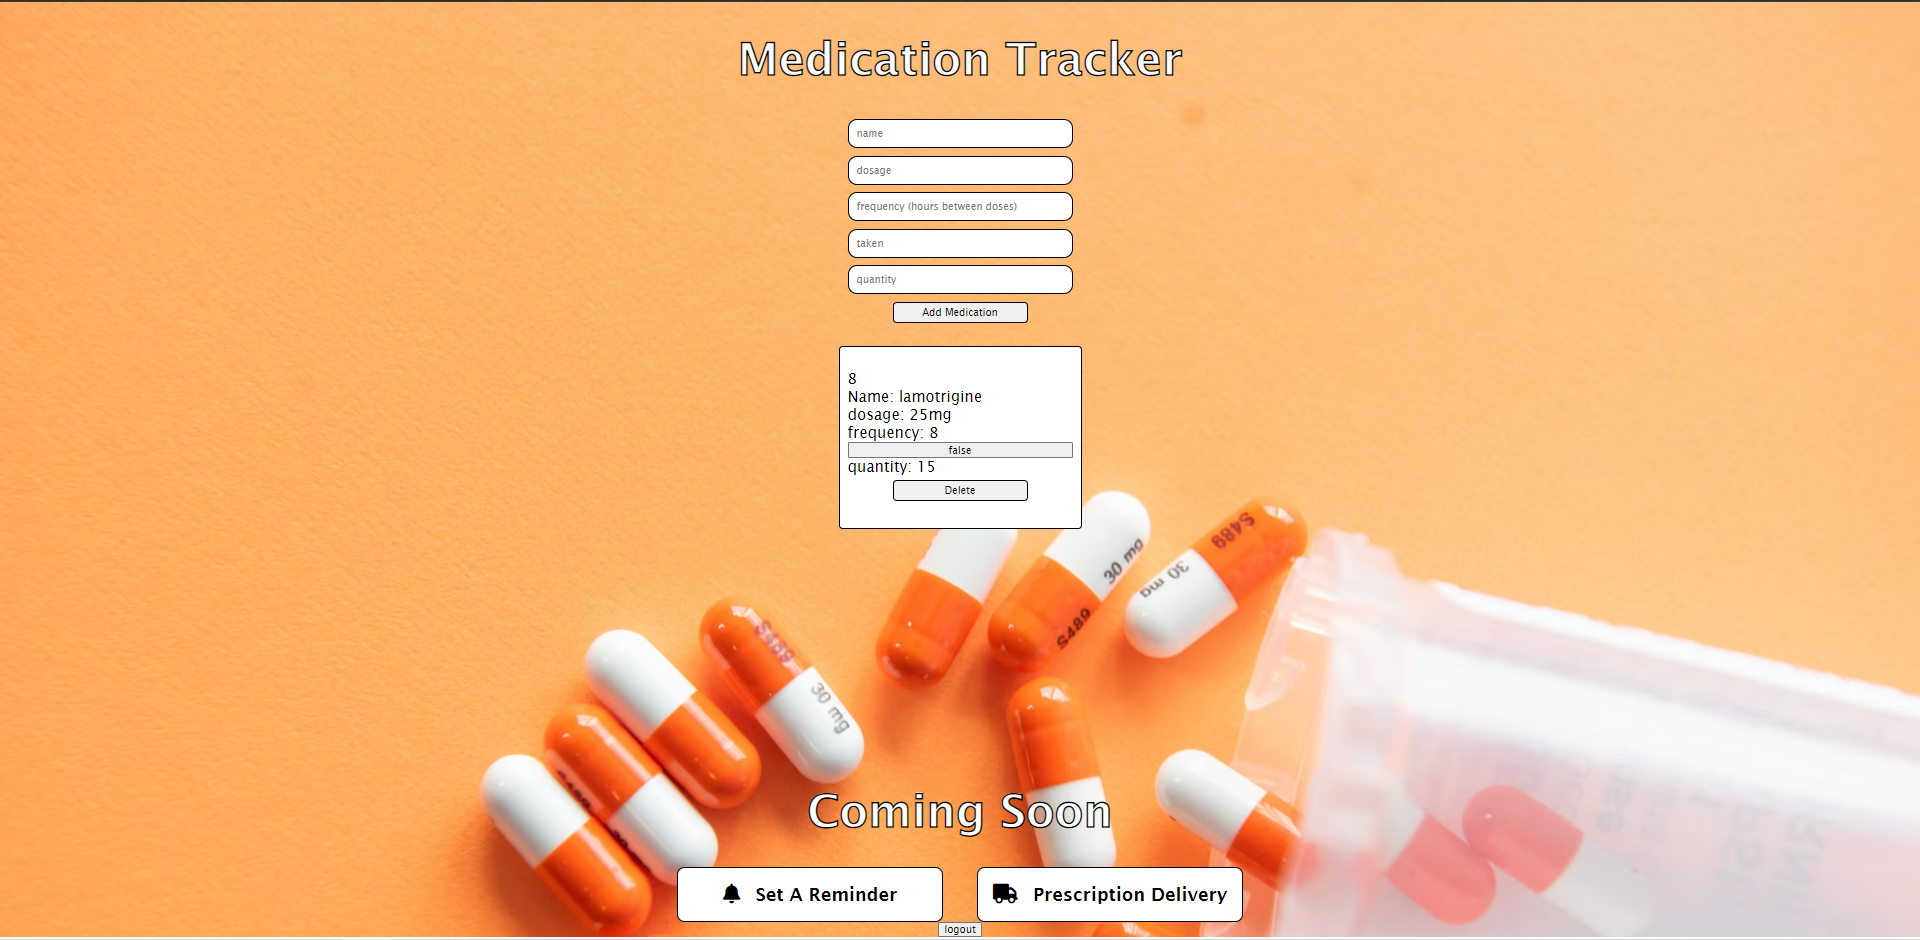 Medication Tracker
name
dosage
frequency (hours between doses)
taken
quantity
Add Medication
8
Name: lamotrigine
dosage: 25mg
frequency: 8
false
quantity: 15
Delete
S489
30 mg
30 mg
S489
S489
30 mg
Coming Soon
Set A Reminder
Prescription Delivery
logout